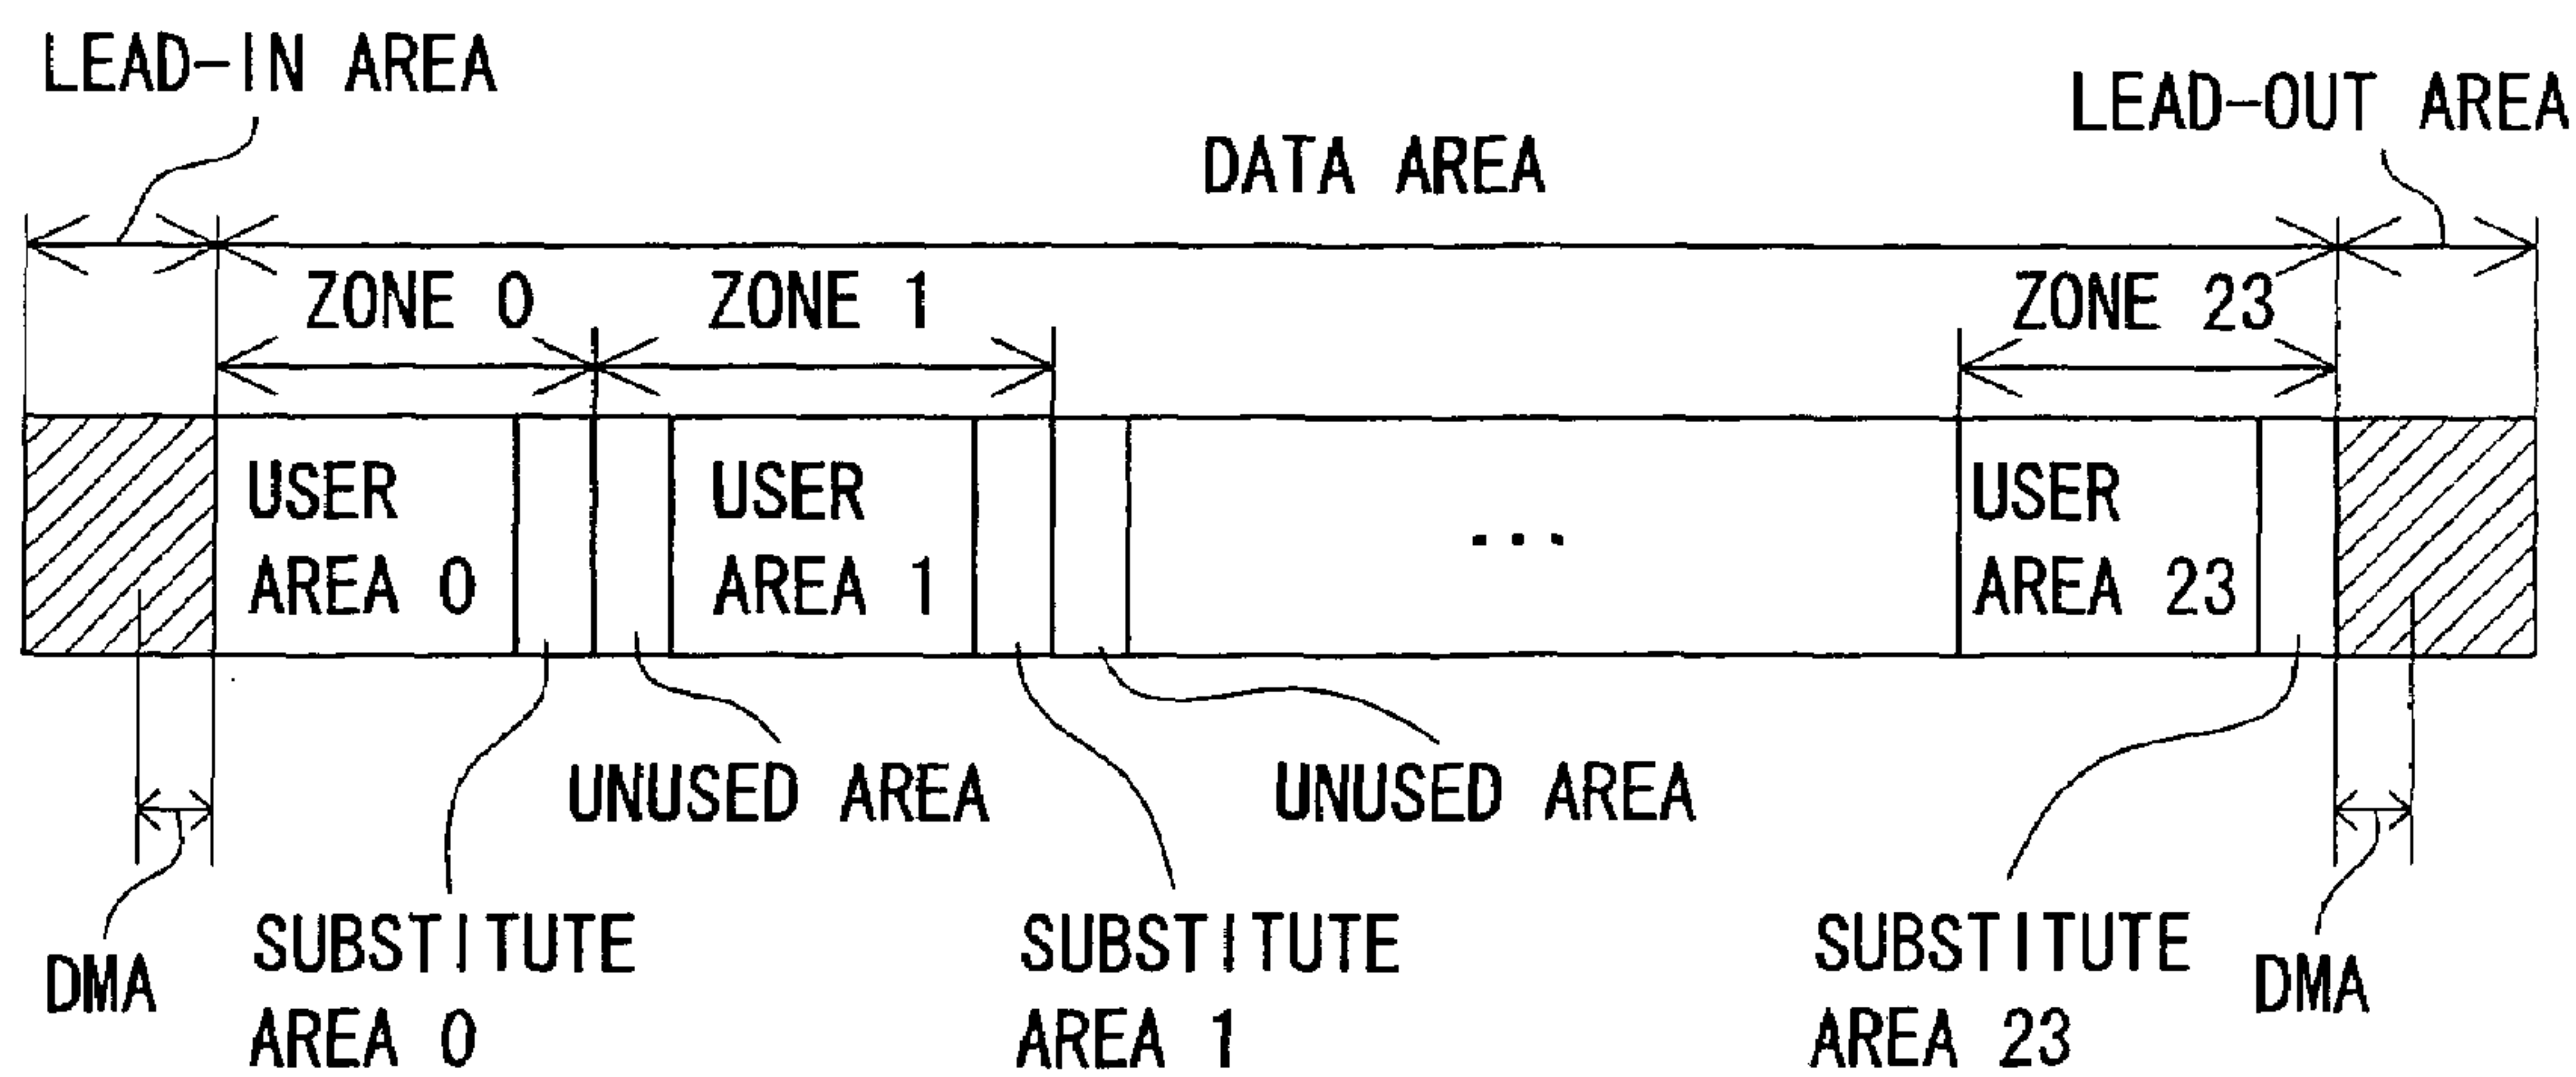 LEAD-IN AREA
LEAD-OUT AREA
DATA AREA
ZONE 0
ZONE 1
ZONE 23
USER
AREA 0
USER
AREA 1
...
USER
AREA 23
UNUSED AREA
UNUSED AREA
DMA
SUBSTITUTE
AREA 0
SUBSTITUTE
AREA 1
SUBSTITUTE
AREA 23
DMA